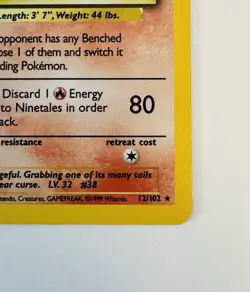 Length: 3' 7", Weight: 44 lbs.
opponent has any Benched
ose 1 of them and switch it
ding Pokémon.
Discard 1 Energy
to Ninetales in order
ack.
80
resistance retreat cost
geful. Grabbing one of its many tails
ear curse. LV. 32 #38
ntendo, Creatures, GAMEFREAK. ©1999 Wizards. 12/102 ★